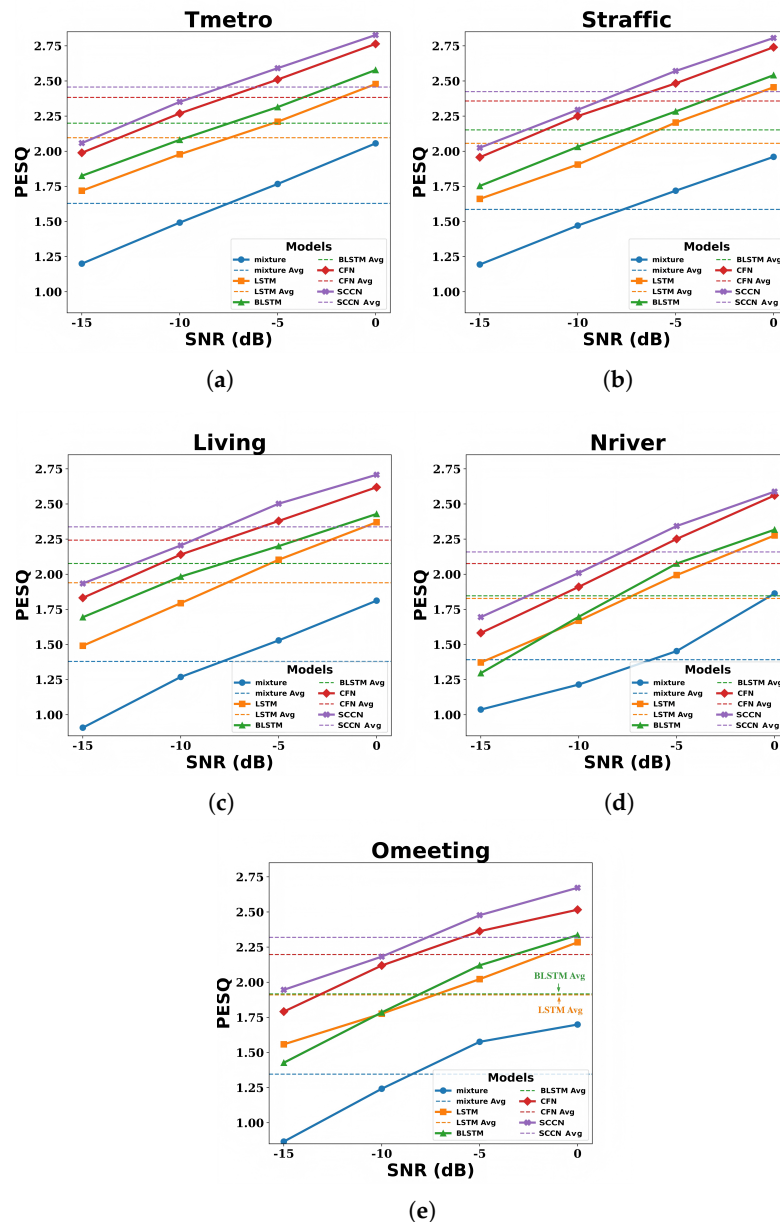 Tmetro
PESQ
2.75
2.50
2.25
2.00
1.75
1.50
1.25
1.00
-15 -10 -5 0
SNR (dB)
Models
mixture BLSTM Avg
mixture Avg CFN
LSTM CFN Avg
LSTM Avg SCCN
BLSTM SCCN Avg
(a)
Straffic
PESQ
2.75
2.50
2.25
2.00
1.75
1.50
1.25
1.00
-15 -10 -5 0
SNR (dB)
Models
mixture BLSTM Avg
mixture Avg CFN
LSTM CFN Avg
LSTM Avg SCCN
BLSTM SCCN Avg
(b)
Living
PESQ
2.75
2.50
2.25
2.00
1.75
1.50
1.25
1.00
-15 -10 -5 0
SNR (dB)
Models
mixture BLSTM Avg
mixture Avg CFN
LSTM CFN Avg
LSTM Avg SCCN
BLSTM SCCN Avg
(c)
Nriver
PESQ
2.75
2.50
2.25
2.00
1.75
1.50
1.25
1.00
-15 -10 -5 0
SNR (dB)
Models
mixture BLSTM Avg
mixture Avg CFN
LSTM CFN Avg
LSTM Avg SCCN
BLSTM SCCN Avg
(d)
Omeeting
PESQ
2.75
2.50
2.25
2.00
1.75
1.50
1.25
1.00
BLSTM Avg
LSTM Avg
-15 -10 -5 0
SNR (dB)
Models
mixture BLSTM Avg
mixture Avg CFN
LSTM CFN Avg
LSTM Avg SCCN
BLSTM SCCN Avg
(e)